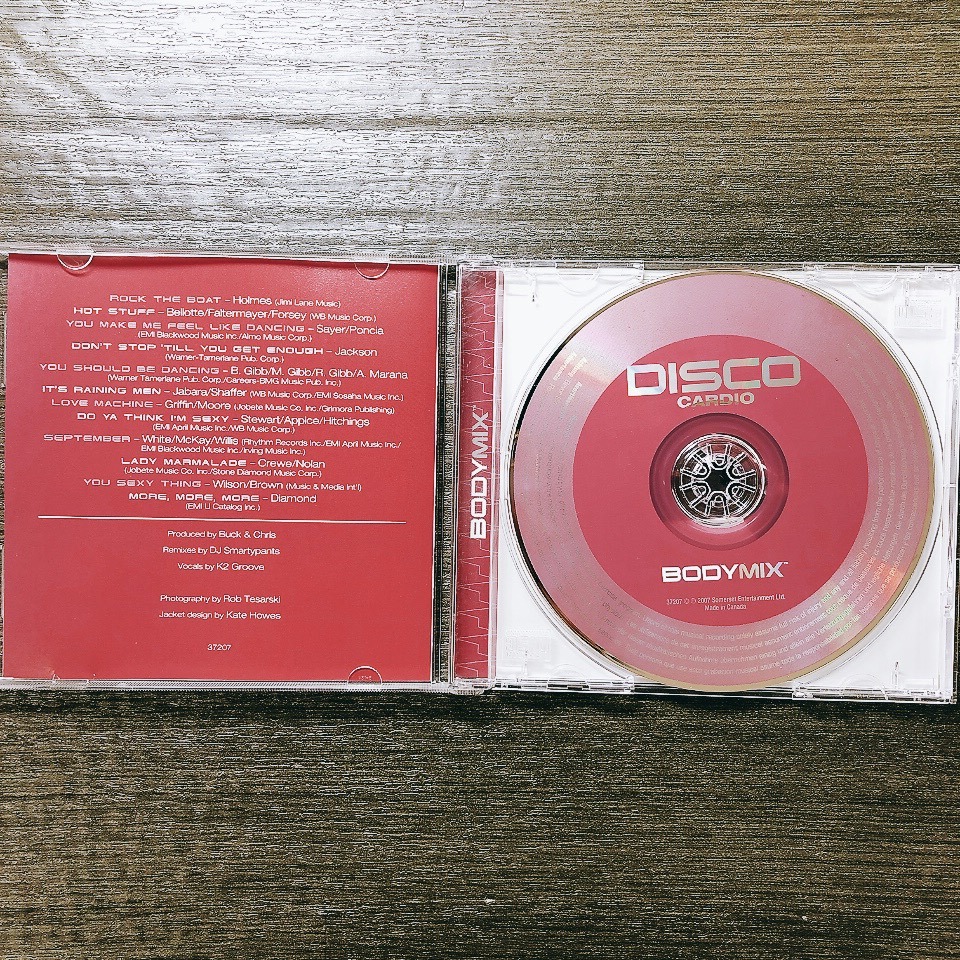 ROCK THE BOAT – Holmes (Jimi Lane Music)
HOT STUFF – Bellotte/Faltermayer/Forsey (WB Music Corp.)
YOU MAKE ME FEEL LIKE DANCING – Sayer/Poncia
(EMI Blackwood Music Inc./Almo Music Corp.)
DON'T STOP 'TILL YOU GET ENOUGH – Jackson
(Warner-Tamerlane Pub. Corp.)
YOU SHOULD BE DANCING – B. Gibb/M. Gibb/R. Gibb/A. Marana
(Warner Tamerlane Pub. Corp./Careers-BMG Music Pub. Inc.)
IT'S RAINING MEN – Jabara/Shaffer (WB Music Corp./EMI Sosaha Music Inc.)
LOVE MACHINE – Griffin/Moore (Jobete Music Co. Inc./Grimora Publishing)
DO YA THINK I'M SEXY – Stewart/Appice/Hitchings
(EMI April Music Inc./WB Music Corp.)
SEPTEMBER – White/McKay/Willis (Rhythm Records Inc./EMI April Music Inc./
EMI Blackwood Music Inc./Irving Music Inc.)
LADY MARMALADE – Crewe/Nolan
(Jobete Music Co. Inc./Stone Diamond Music Corp.)
YOU SEXY THING – Wilson/Brown (Music & Media Int'l)
MORE, MORE, MORE – Diamond
(EMI U Catalog Inc.)
Produced by Buck & Chris
Remixes by DJ Smartypants
Vocals by K2 Groove
Photography by Rob Tesarski
Jacket design by Kate Howes
37207
BODYMIX™
DISCO
CARDIO
BODYMIX™
37207 © ℗ 2007 Somerset Entertainment Ltd.
Made in Canada.